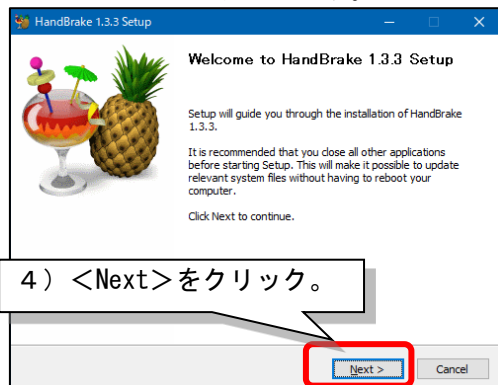 HandBrake 1.3.3 Setup
Welcome to HandBrake 1.3.3 Setup
Setup will guide you through the installation of HandBrake
1.3.3.
It is recommended that you close all other applications
before starting Setup. This will make it possible to update
relevant system files without having to reboot your
computer.
Click Next to continue.
4）＜Next＞をクリック。
Next >
Cancel